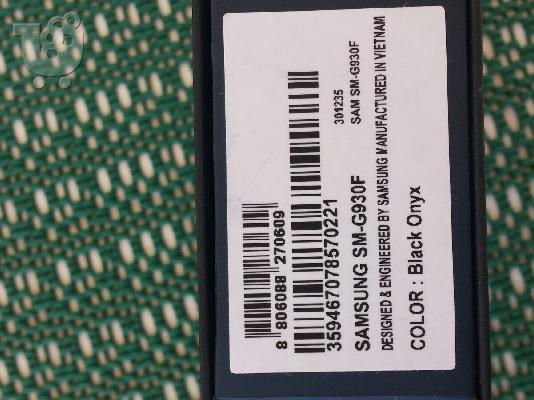 8 806088 270609
301235
359467078570221
SAM SM-G930F
SAMSUNG SM-G930F
DESIGNED & ENGINEERED BY SAMSUNG MANUFACTURED IN VIETNAM
COLOR : Black Onyx